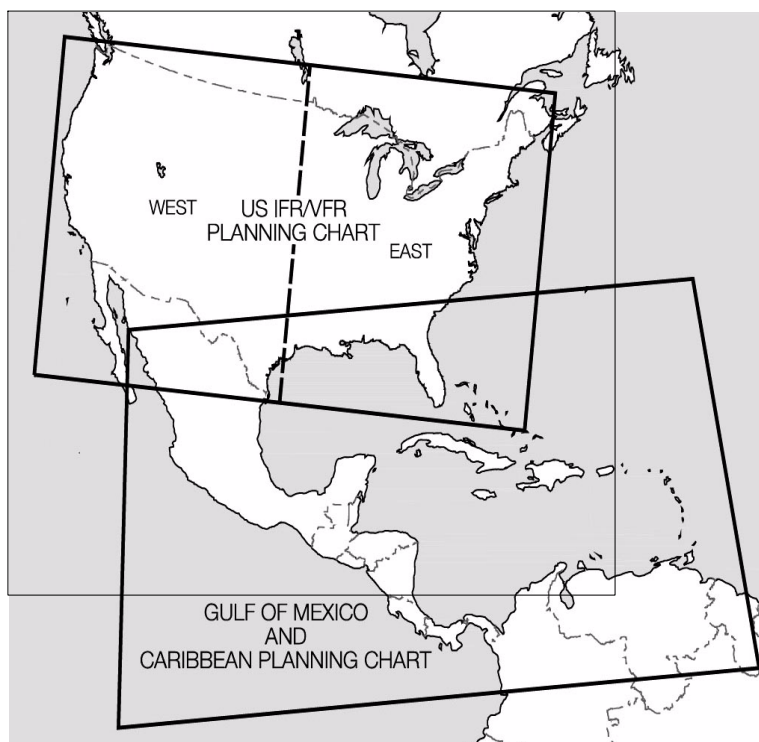 WEST
US IFR/VFR
PLANNING CHART
EAST
GULF OF MEXICO
AND
CARIBBEAN PLANNING CHART